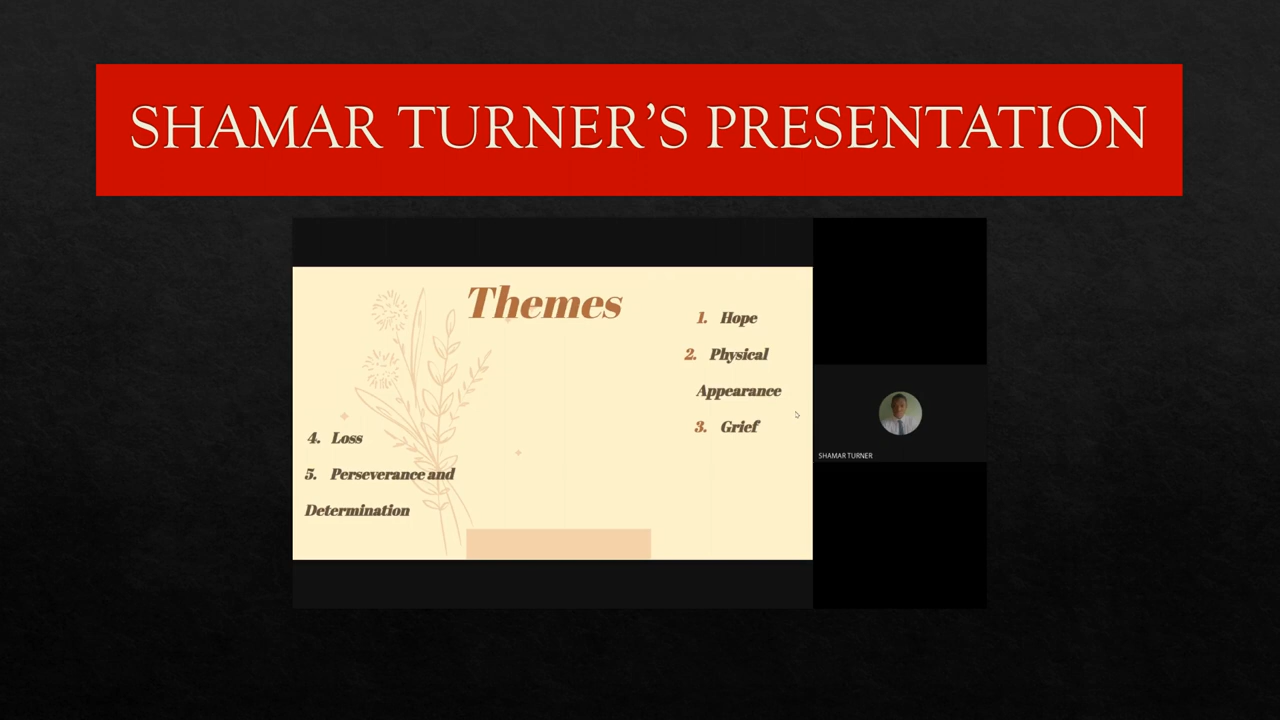 SHAMAR TURNER’S PRESENTATION
Themes
1. Hope
2. Physical
Appearance
3. Grief
4. Loss
5. Perseverance and
Determination
SHAMAR TURNER